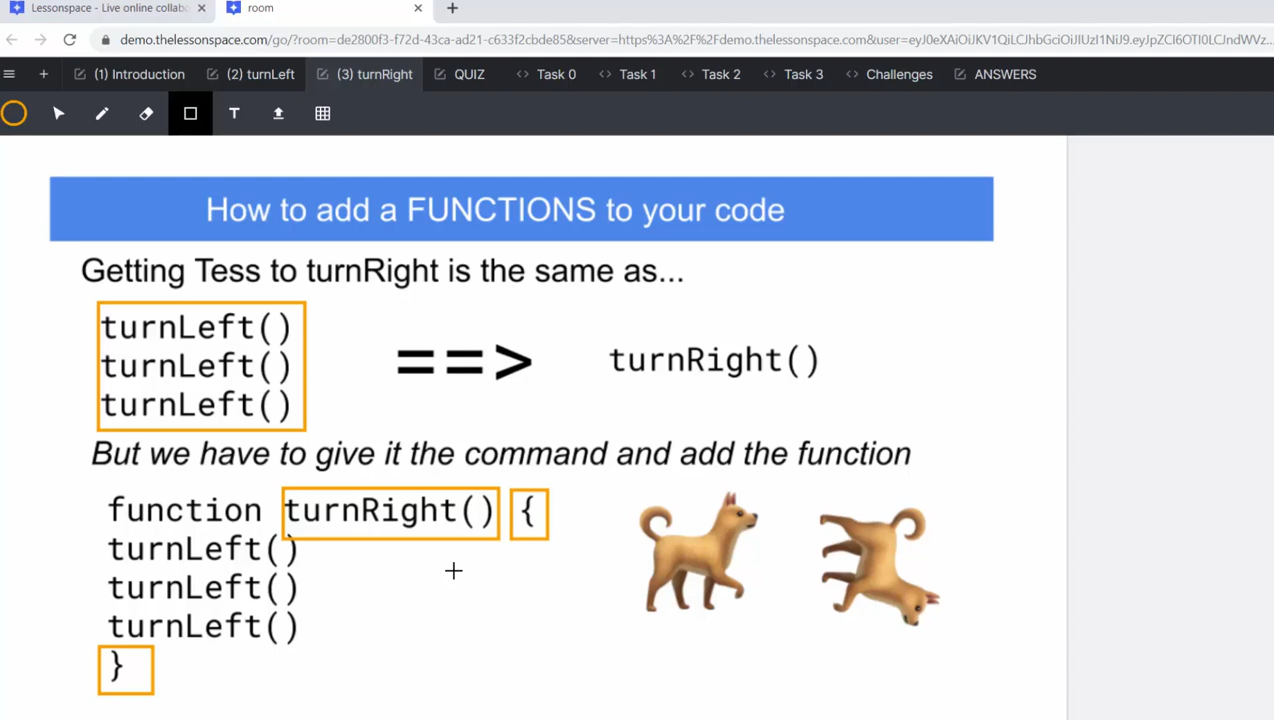 Lessonspace - Live online collabo
room
demo.thelessonspace.com/go/?room=de2800f3-f72d-43ca-ad21-c633f2cbde85&server=https%3A%2F%2Fdemo.thelessonspace.com&user=eyJ0eXAiOiJKV1QiLCJhbGciOiJIUzI1NiJ9.eyJpZCI6OTI0LCJndWVz...
(1) Introduction
(2) turnLeft
(3) turnRight
QUIZ
Task 0
Task 1
Task 2
Task 3
Challenges
ANSWERS
T
How to add a FUNCTIONS to your code
Getting Tess to turnRight is the same as...
turnLeft()
turnLeft()
turnLeft()
==>
turnRight()
But we have to give it the command and add the function
function turnRight() {
turnLeft()
turnLeft()
turnLeft()
}